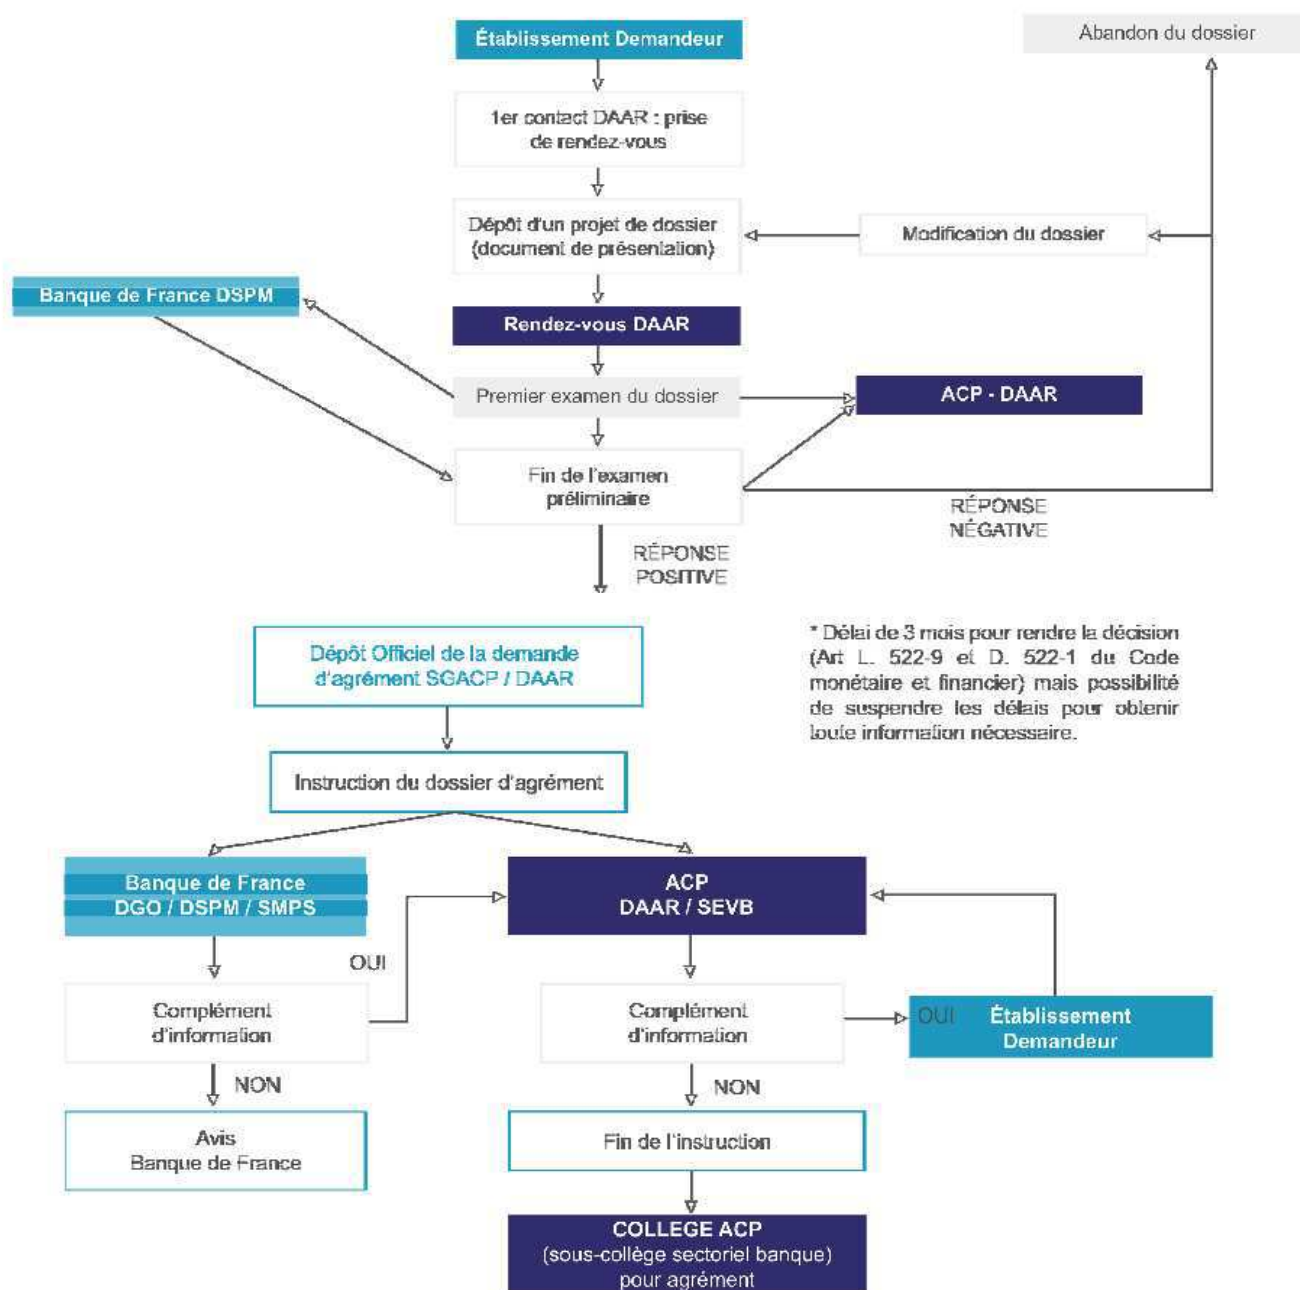 Établissement Demandeur
Abandon du dossier
1er contact DAAR : prise
de rendez-vous
Dépôt d'un projet de dossier
(document de présentation)
Modification du dossier
Banque de France DSPM
Rendez-vous DAAR
Premier examen du dossier
ACP - DAAR
Fin de l'examen
préliminaire
RÉPONSE
NÉGATIVE
RÉPONSE
POSITIVE
Dépôt Officiel de la demande
d'agrément SGACP / DAAR
* Délai de 3 mois pour rendre la décision
(Art L. 522-9 et D. 522-1 du Code
monétaire et financier) mais possibilité
de suspendre les délais pour obtenir
toute information nécessaire.
Instruction du dossier d'agrément
Banque de France
DGO / DSPM / SMPS
ACP
DAAR / SEVB
OUI
Complément
d'information
Complément
d'information
OUI
Établissement
Demandeur
NON
NON
Avis
Banque de France
Fin de l'instruction
COLLEGE ACP
(sous-collège sectoriel banque)
pour agrément